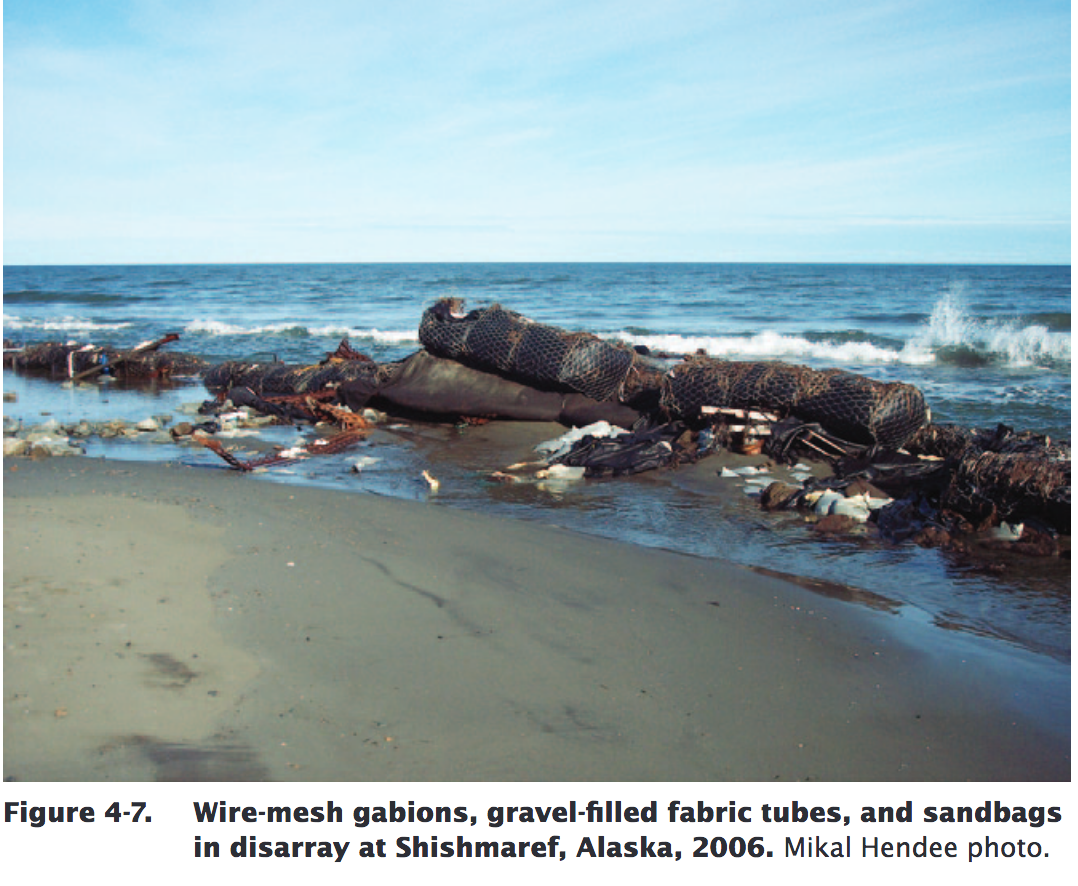 Figure 4-7. Wire-mesh gabions, gravel-filled fabric tubes, and sandbags
in disarray at Shishmaref, Alaska, 2006. Mikal Hendee photo.